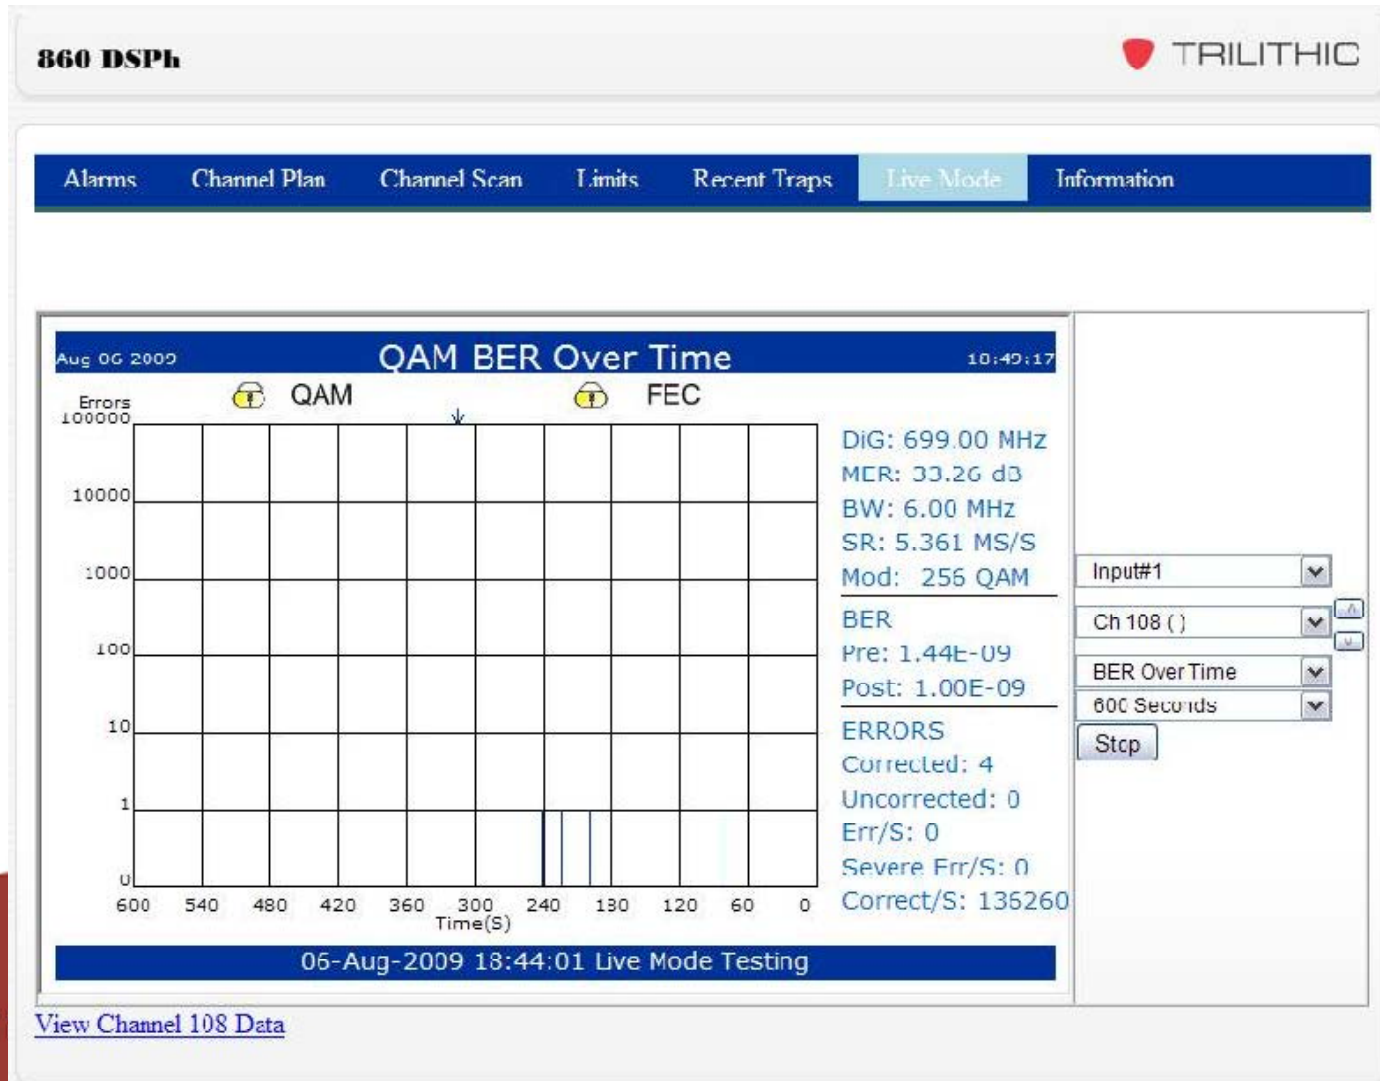 860 DSPh
TRILITHIC
Alarms Channel Plan Channel Scan Limits Recent Traps Live Mode Information
Aug 06 2009 QAM BER Over Time 18:49:17
QAM FEC
Errors
100000
10000
1000
100
10
1
0
600 540 480 420 360 300 240 180 120 60 0
Time(S)
DiG: 699.00 MHz
MER: 33.26 dB
BW: 6.00 MHz
SR: 5.361 MS/S
Mod: 256 QAM
BER
Pre: 1.44E-09
Post: 1.00E-09
ERRORS
Corrected: 4
Uncorrected: 0
Err/S: 0
Severe Err/S: 0
Correct/S: 136260
Input#1
Ch 108 ( )
BER Over Time
600 Seconds
Stop
06-Aug-2009 18:44:01 Live Mode Testing
View Channel 108 Data